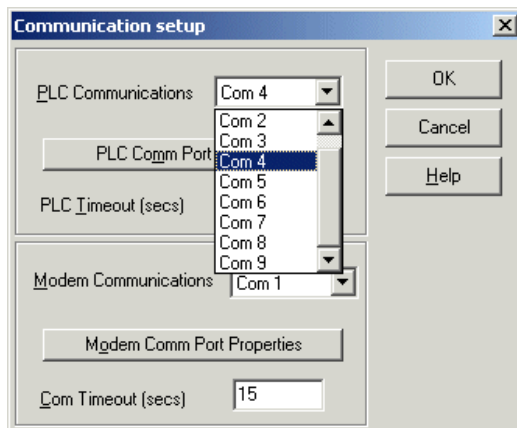 Communication setup
PLC Communications
Com 4
Com 2
Com 3
Com 4
Com 5
Com 6
Com 7
Com 8
Com 9
PLC Comm Port
PLC Timeout (secs)
Modem Communications
Com 1
Modem Comm Port Properties
Com Timeout (secs)
15
OK
Cancel
Help